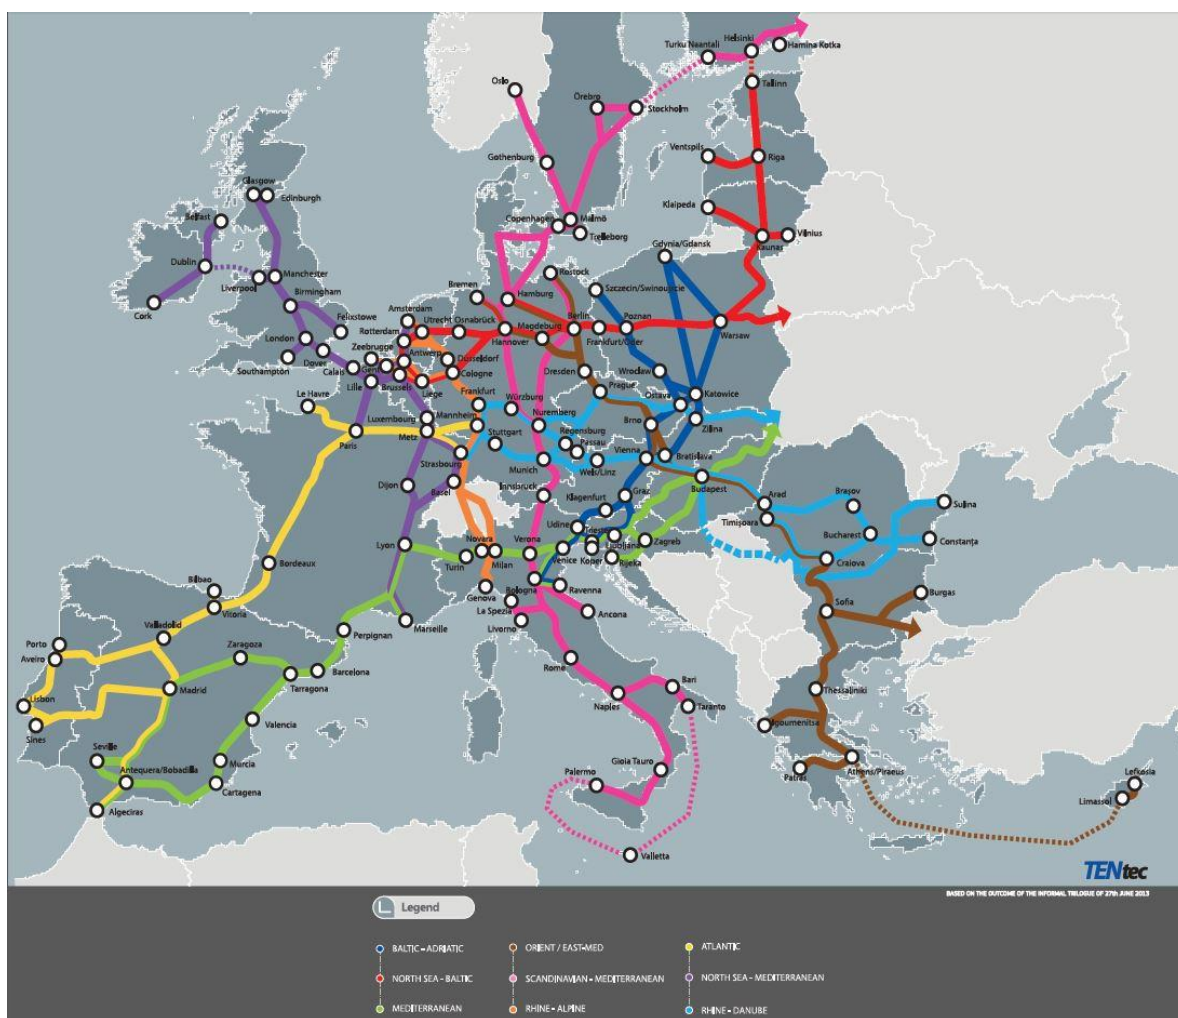 Helsinki
Turku Naantali
Hamina Kotka
Oslo
Örebro
Stockholm
Tallinn
Ventspils
Riga
Gothenburg
Glasgow
Edinburgh
Klaipeda
Belfast
Copenhagen
Malmö
Trelleborg
Kaunas
Vilnius
Gdynia/Gdansk
Dublin
Liverpool
Manchester
Rostock
Szczecin/Swinoujscie
Birmingham
Bremen
Hamburg
Cork
Felixstowe
Amsterdam
Utrecht
Osnabrück
Magdeburg
Berlin
Poznan
Warsaw
London
Rotterdam
Hannover
Frankfurt/Oder
Zeebrugge
Antwerp
Düsseldorf
Southampton
Dover
Calais
Gent
Cologne
Dresden
Wroclaw
Lille
Brussels
Liege
Frankfurt
Prague
Ostava
Katowice
Le Havre
Würzburg
Luxembourg
Mannheim
Nuremberg
Brno
Zilina
Paris
Metz
Stuttgart
Regensburg
Passau
Strasbourg
Munich
Wels/Linz
Vienna
Bratislava
Dijon
Basel
Innsbruck
Klagenfurt
Graz
Budapest
Arad
Braşov
Sulina
Timişoara
Udine
Bucharest
Constanţa
Lyon
Novara
Verona
Ljubljana
Zagreb
Turin
Milan
Venice
Koper
Rijeka
Craiova
Bordeaux
Genova
Bologna
Ravenna
Bilbao
Vitoria
La Spezia
Ancona
Sofia
Burgas
Marseille
Livorno
Valladolid
Perpignan
Porto
Aveiro
Zaragoza
Barcelona
Rome
Lisbon
Madrid
Tarragona
Naples
Bari
Taranto
Thessaloniki
Sines
Valencia
Igoumenitsa
Seville
Murcia
Antequera/Bobadilla
Cartagena
Palermo
Gioia Tauro
Patras
Athens/Piraeus
Lefkosia
Limassol
Algeciras
Valletta
TENtec
BASED ON THE OUTCOME OF THE INFORMAL TRILOGUE OF 27th JUNE 2013
Legend
BALTIC - ADRIATIC
ORIENT / EAST-MED
ATLANTIC
NORTH SEA - BALTIC
SCANDINAVIAN - MEDITERRANEAN
NORTH SEA - MEDITERRANEAN
MEDITERRANEAN
RHINE - ALPINE
RHINE - DANUBE